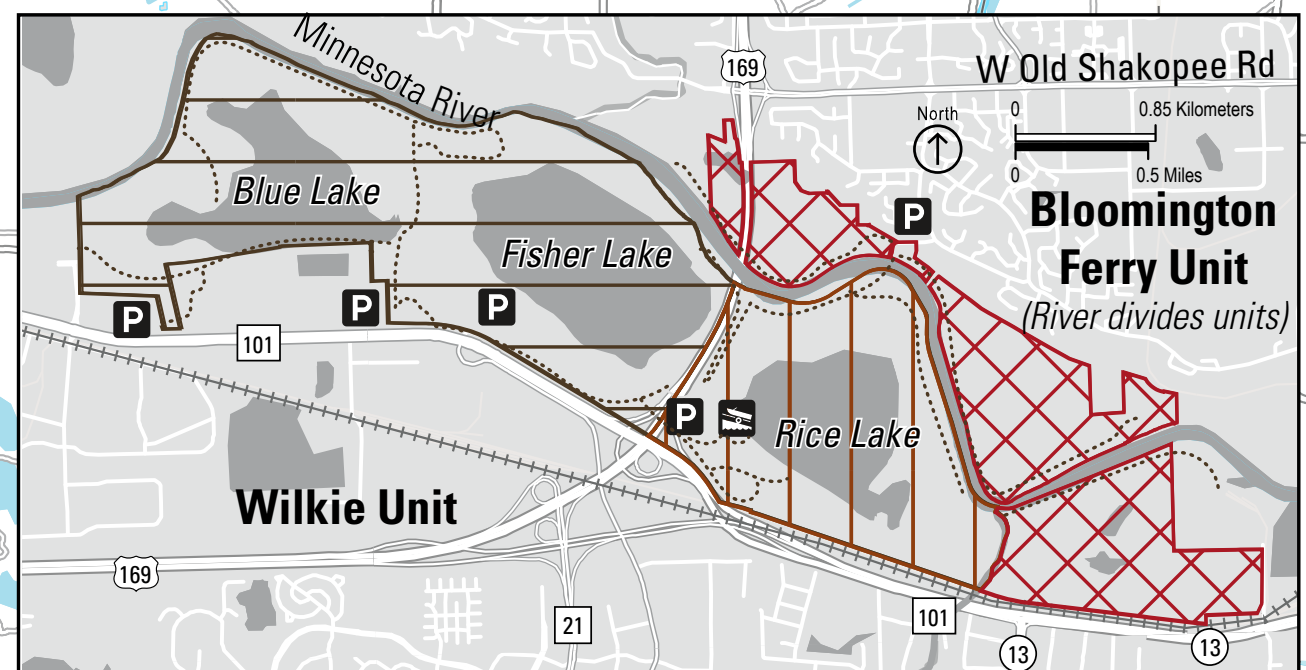 Minnesota River
169
W Old Shakopee Rd
North
0 0.85 Kilometers
0 0.5 Miles
Blue Lake
P
Bloomington
Ferry Unit
(River divides units)
Fisher Lake
P
P
P
101
P
Rice Lake
Wilkie Unit
169
21
101
13
13